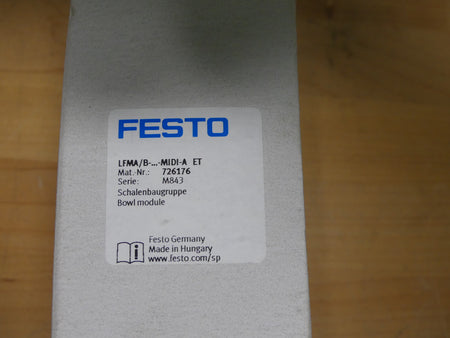 FESTO
LFMA/B-...-MIDI-A ET
Mat.-Nr.: 726176
Serie: M843
Schalenbaugruppe
Bowl module
Festo Germany
Made in Hungary
www.festo.com/sp